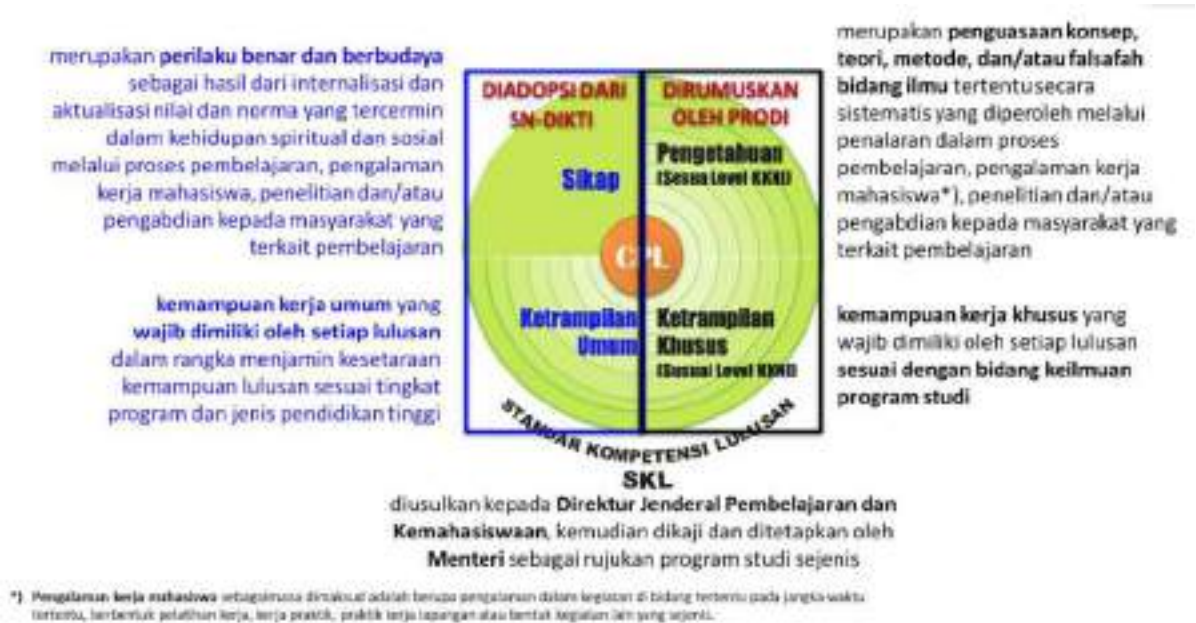 merupakan perilaku benar dan berbudaya
sebagai hasil dari internalisasi dan
aktualisasi nilai dan norma yang tercermin
dalam kehidupan spiritual dan sosial
melalui proses pembelajaran, pengalaman
kerja mahasiswa, penelitian dan/atau
pengabdian kepada masyarakat yang
terkait pembelajaran
kemampuan kerja umum yang
wajib dimiliki oleh setiap lulusan
dalam rangka menjamin kesetaraan
kemampuan lulusan sesuai tingkat
program dan jenis pendidikan tinggi
DIADOPSI DARI
SN-DIKTI
Sikap
Ketrampilan
Umum
DIRUMUSKAN
OLEH PRODI
Pengetahuan
(Sesuai Level KKNI)
CPL
Ketrampilan
Khusus
(Sesuai Level KKNI)
merupakan penguasaan konsep,
teori, metode, dan/atau falsafah
bidang ilmu tertentu secara
sistematis yang diperoleh melalui
penalaran dalam proses
pembelajaran, pengalaman kerja
mahasiswa*), penelitian dan/atau
pengabdian kepada masyarakat yang
terkait pembelajaran
kemampuan kerja khusus yang
wajib dimiliki oleh setiap lulusan
sesuai dengan bidang keilmuan
program studi
STANDAR KOMPETENSI LULUSAN
SKL
diusulkan kepada Direktur Jenderal Pembelajaran dan
Kemahasiswaan, kemudian dikaji dan ditetapkan oleh
Menteri sebagai rujukan program studi sejenis
*) Pengalaman kerja mahasiswa sebagaimana dimaksud adalah berupa pengalaman dalam kegiatan di bidang tertentu pada jangka waktu
tertentu, berbentuk pelatihan kerja, kerja praktik, praktik kerja lapangan atau bentuk kegiatan lain yang sejenis.